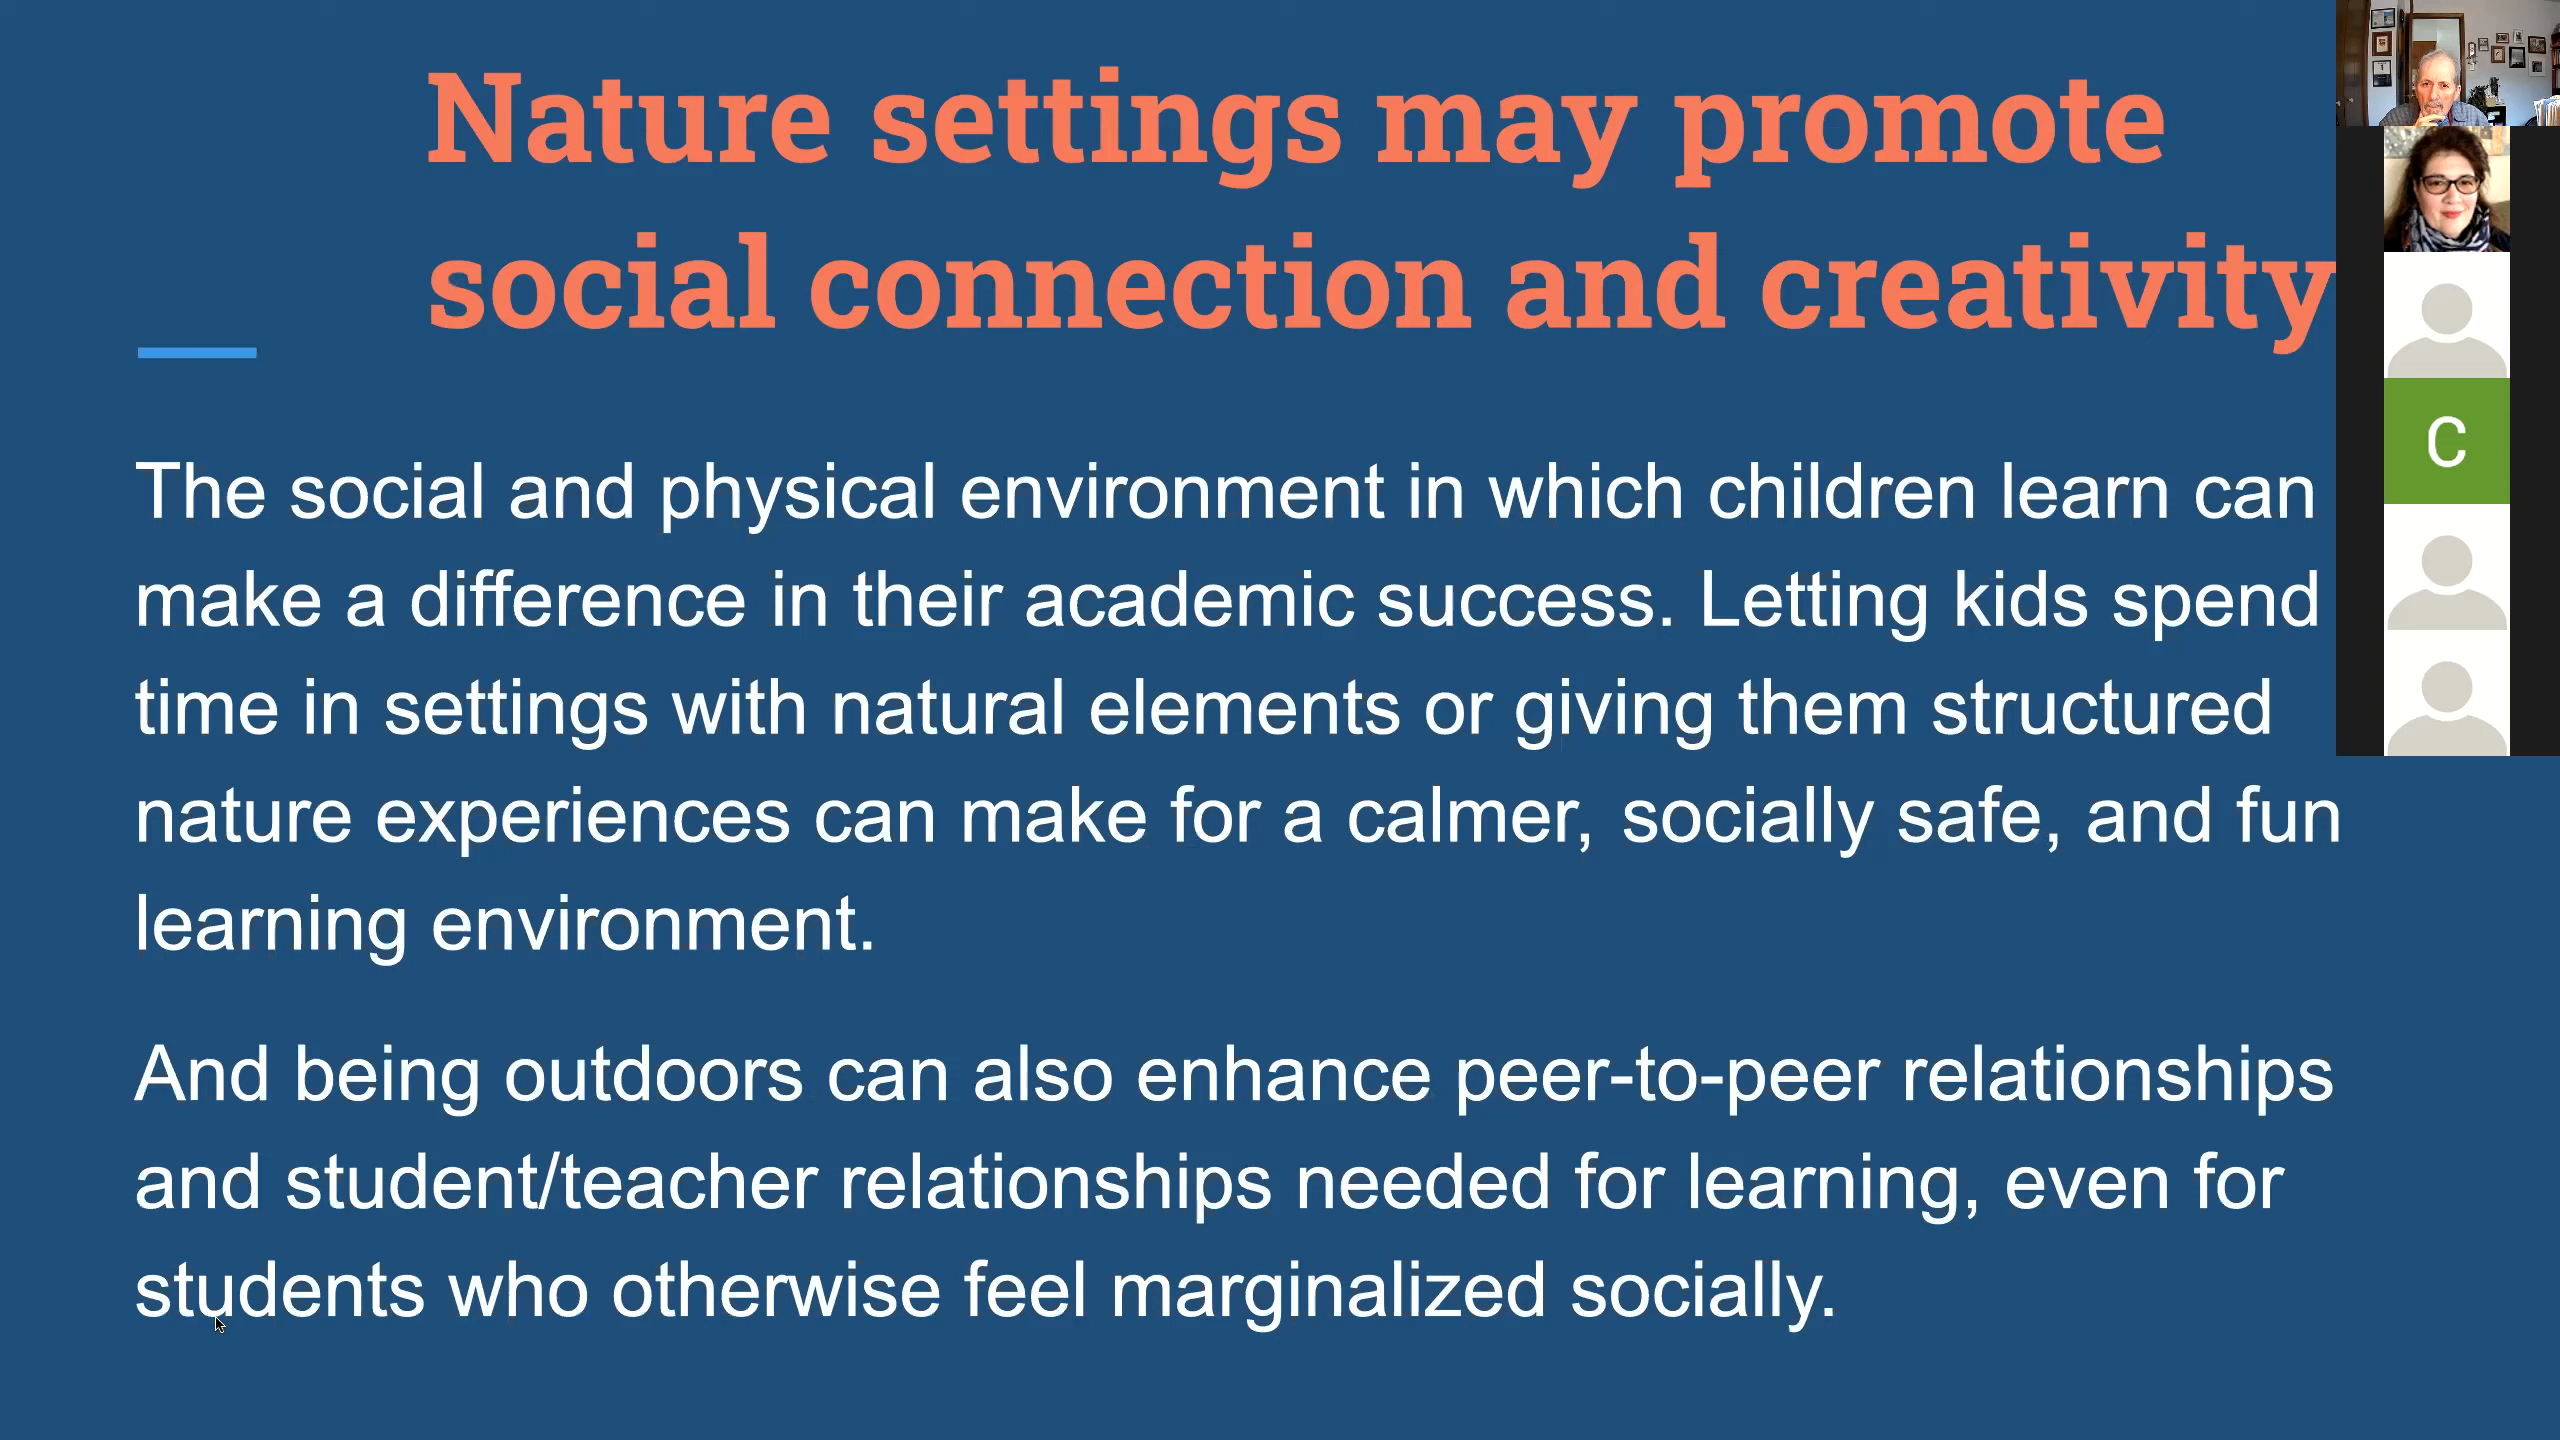 Nature settings may promote
social connection and creativity
The social and physical environment in which children learn can
make a difference in their academic success. Letting kids spend
time in settings with natural elements or giving them structured
nature experiences can make for a calmer, socially safe, and fun
learning environment.
And being outdoors can also enhance peer-to-peer relationships
and student/teacher relationships needed for learning, even for
students who otherwise feel marginalized socially.
C